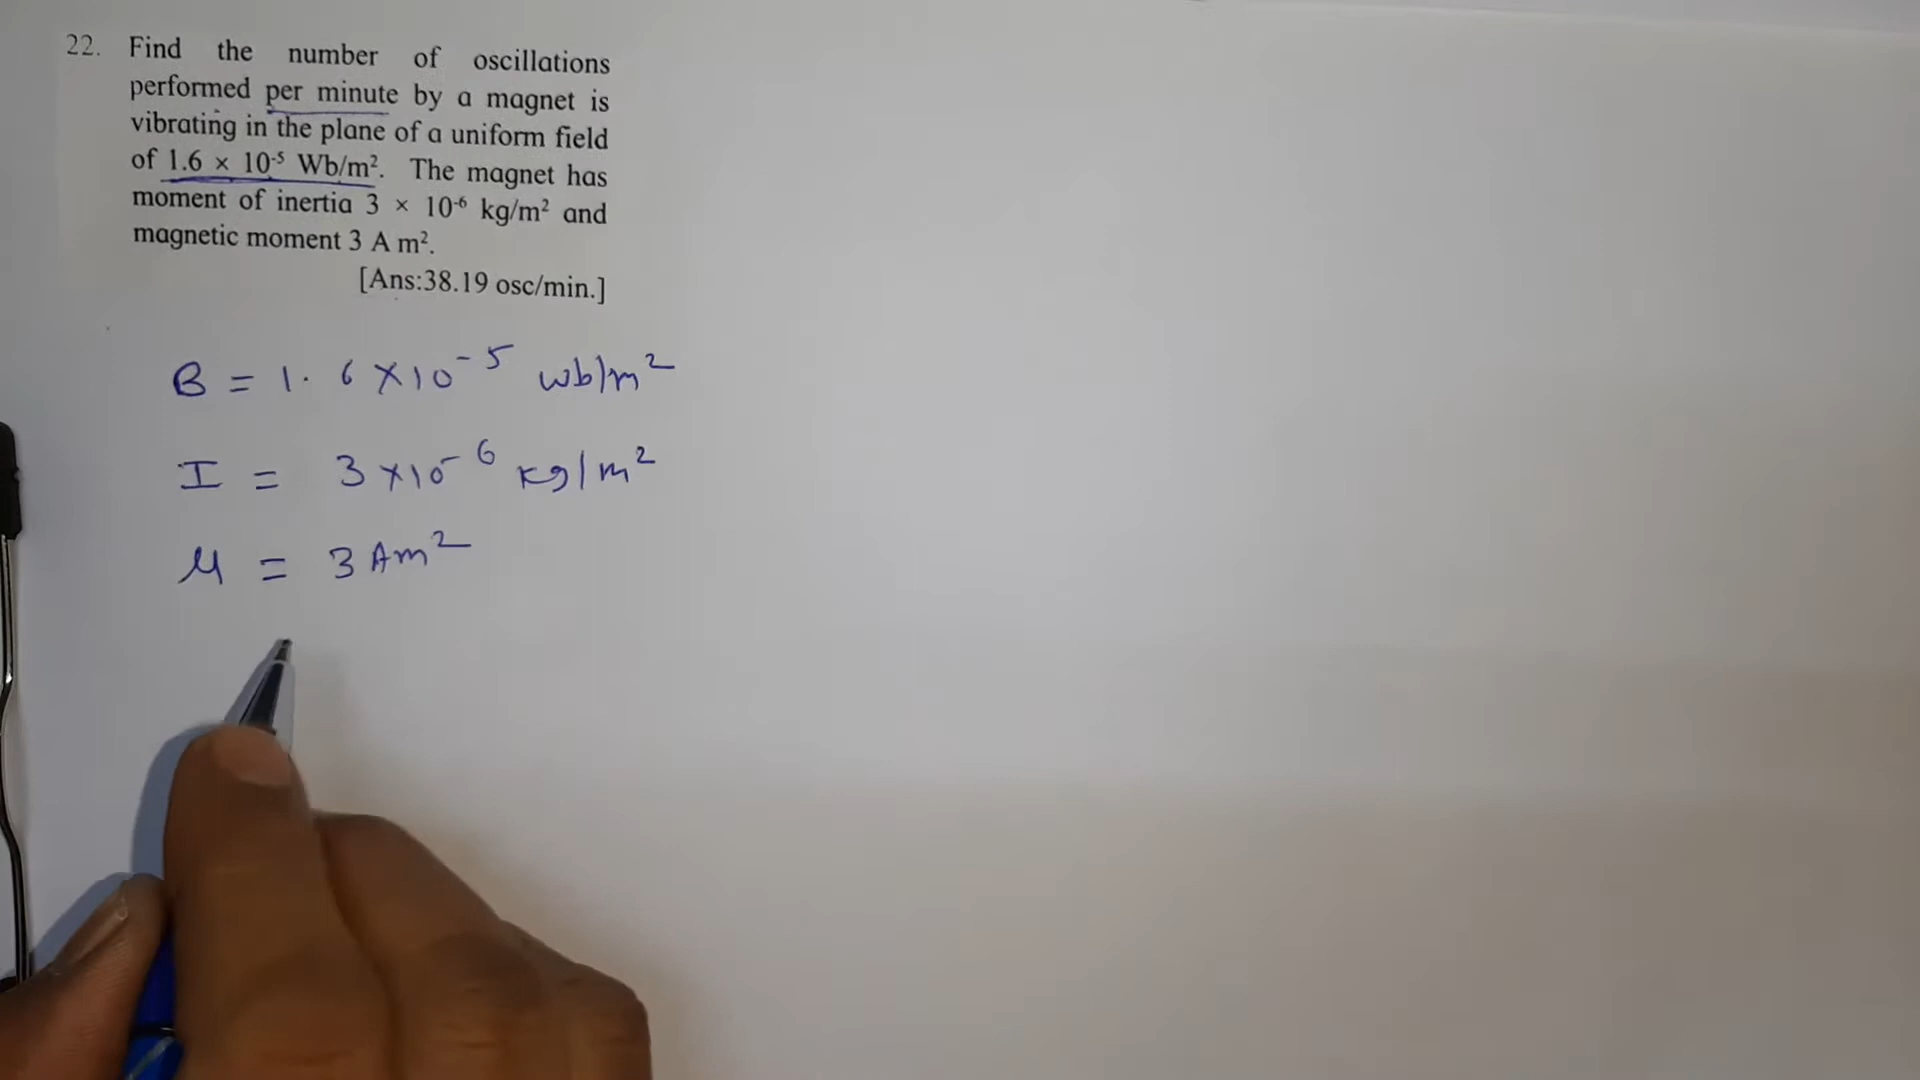 22. Find the number of oscillations
performed per minute by a magnet is
vibrating in the plane of a uniform field
of 1.6 × 10⁻⁵ Wb/m². The magnet has
moment of inertia 3 × 10⁻⁶ kg/m² and
magnetic moment 3 A m².
[Ans:38.19 osc/min.]
B = 1.6 × 10⁻⁵ wb/m²
I = 3 × 10⁻⁶ kg/m²
μ = 3 Am²